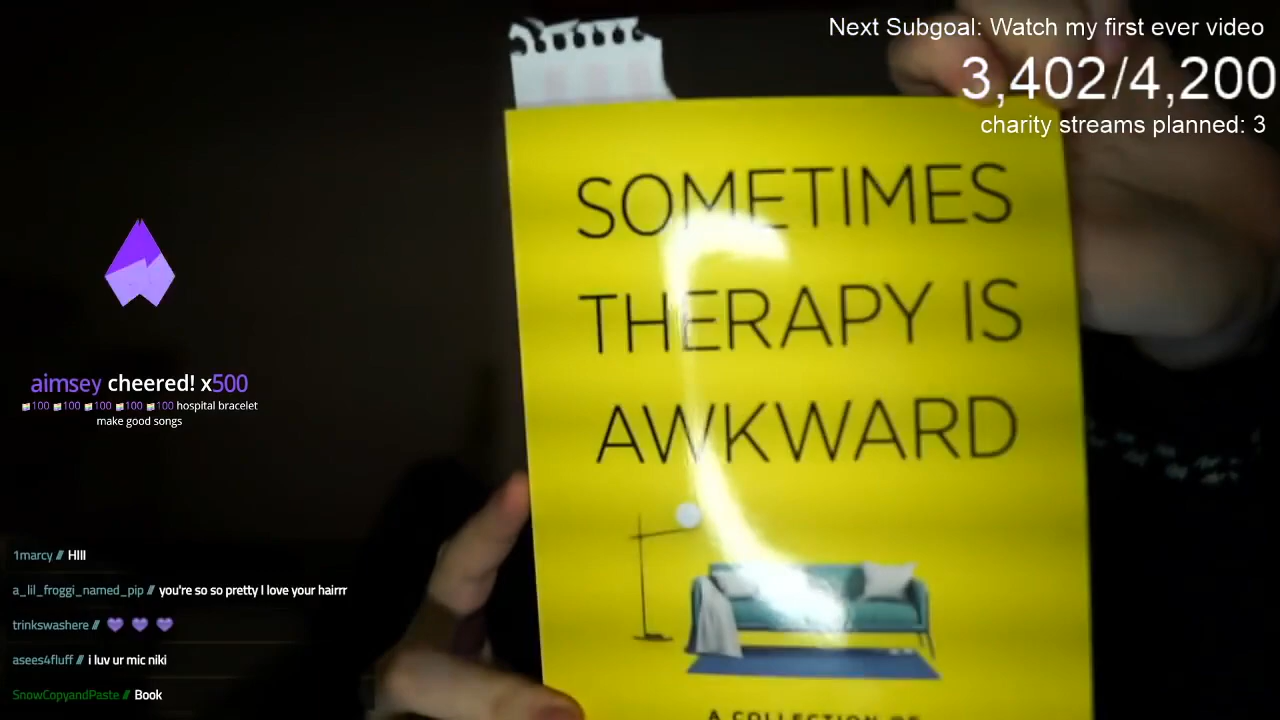 Next Subgoal: Watch my first ever video
3,402/4,200
charity streams planned: 3
SOMETIMES
THERAPY IS
AWKWARD
A COLLECTION OF
aimsey cheered! x500
100 100 100 100 100 hospital bracelet
make good songs
1marcy // HIII
a_lil_froggi_named_pip // you're so so pretty I love your hairrr
trinkswashere // 💜 💜 💜
asees4fluff // i luv ur mic niki
SnowCopyandPaste // Book